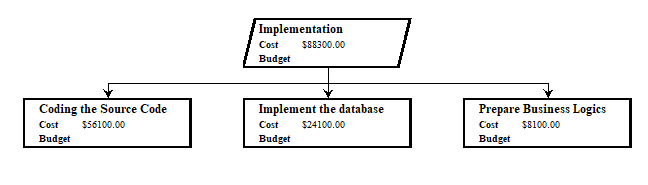 Implementation
Cost $88300.00
Budget
Coding the Source Code
Cost $56100.00
Budget
Implement the database
Cost $24100.00
Budget
Prepare Business Logics
Cost $8100.00
Budget